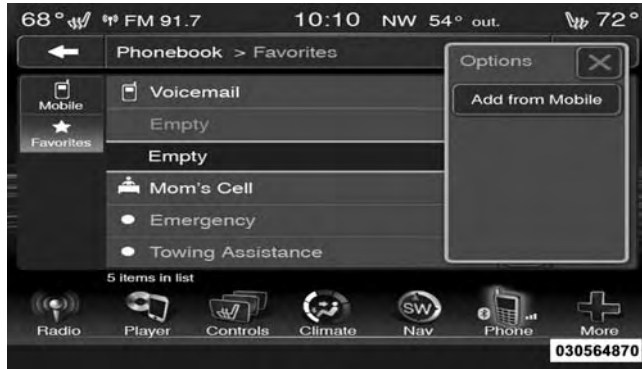 68° FM 91.7 10:10 NW 54° out. 72°
Phonebook > Favorites
Options
Add from Mobile
Mobile
Favorites
Voicemail
Empty
Empty
Mom's Cell
Emergency
Towing Assistance
5 items in list
SW
Radio Player Controls Climate Nav Phone More
030564870